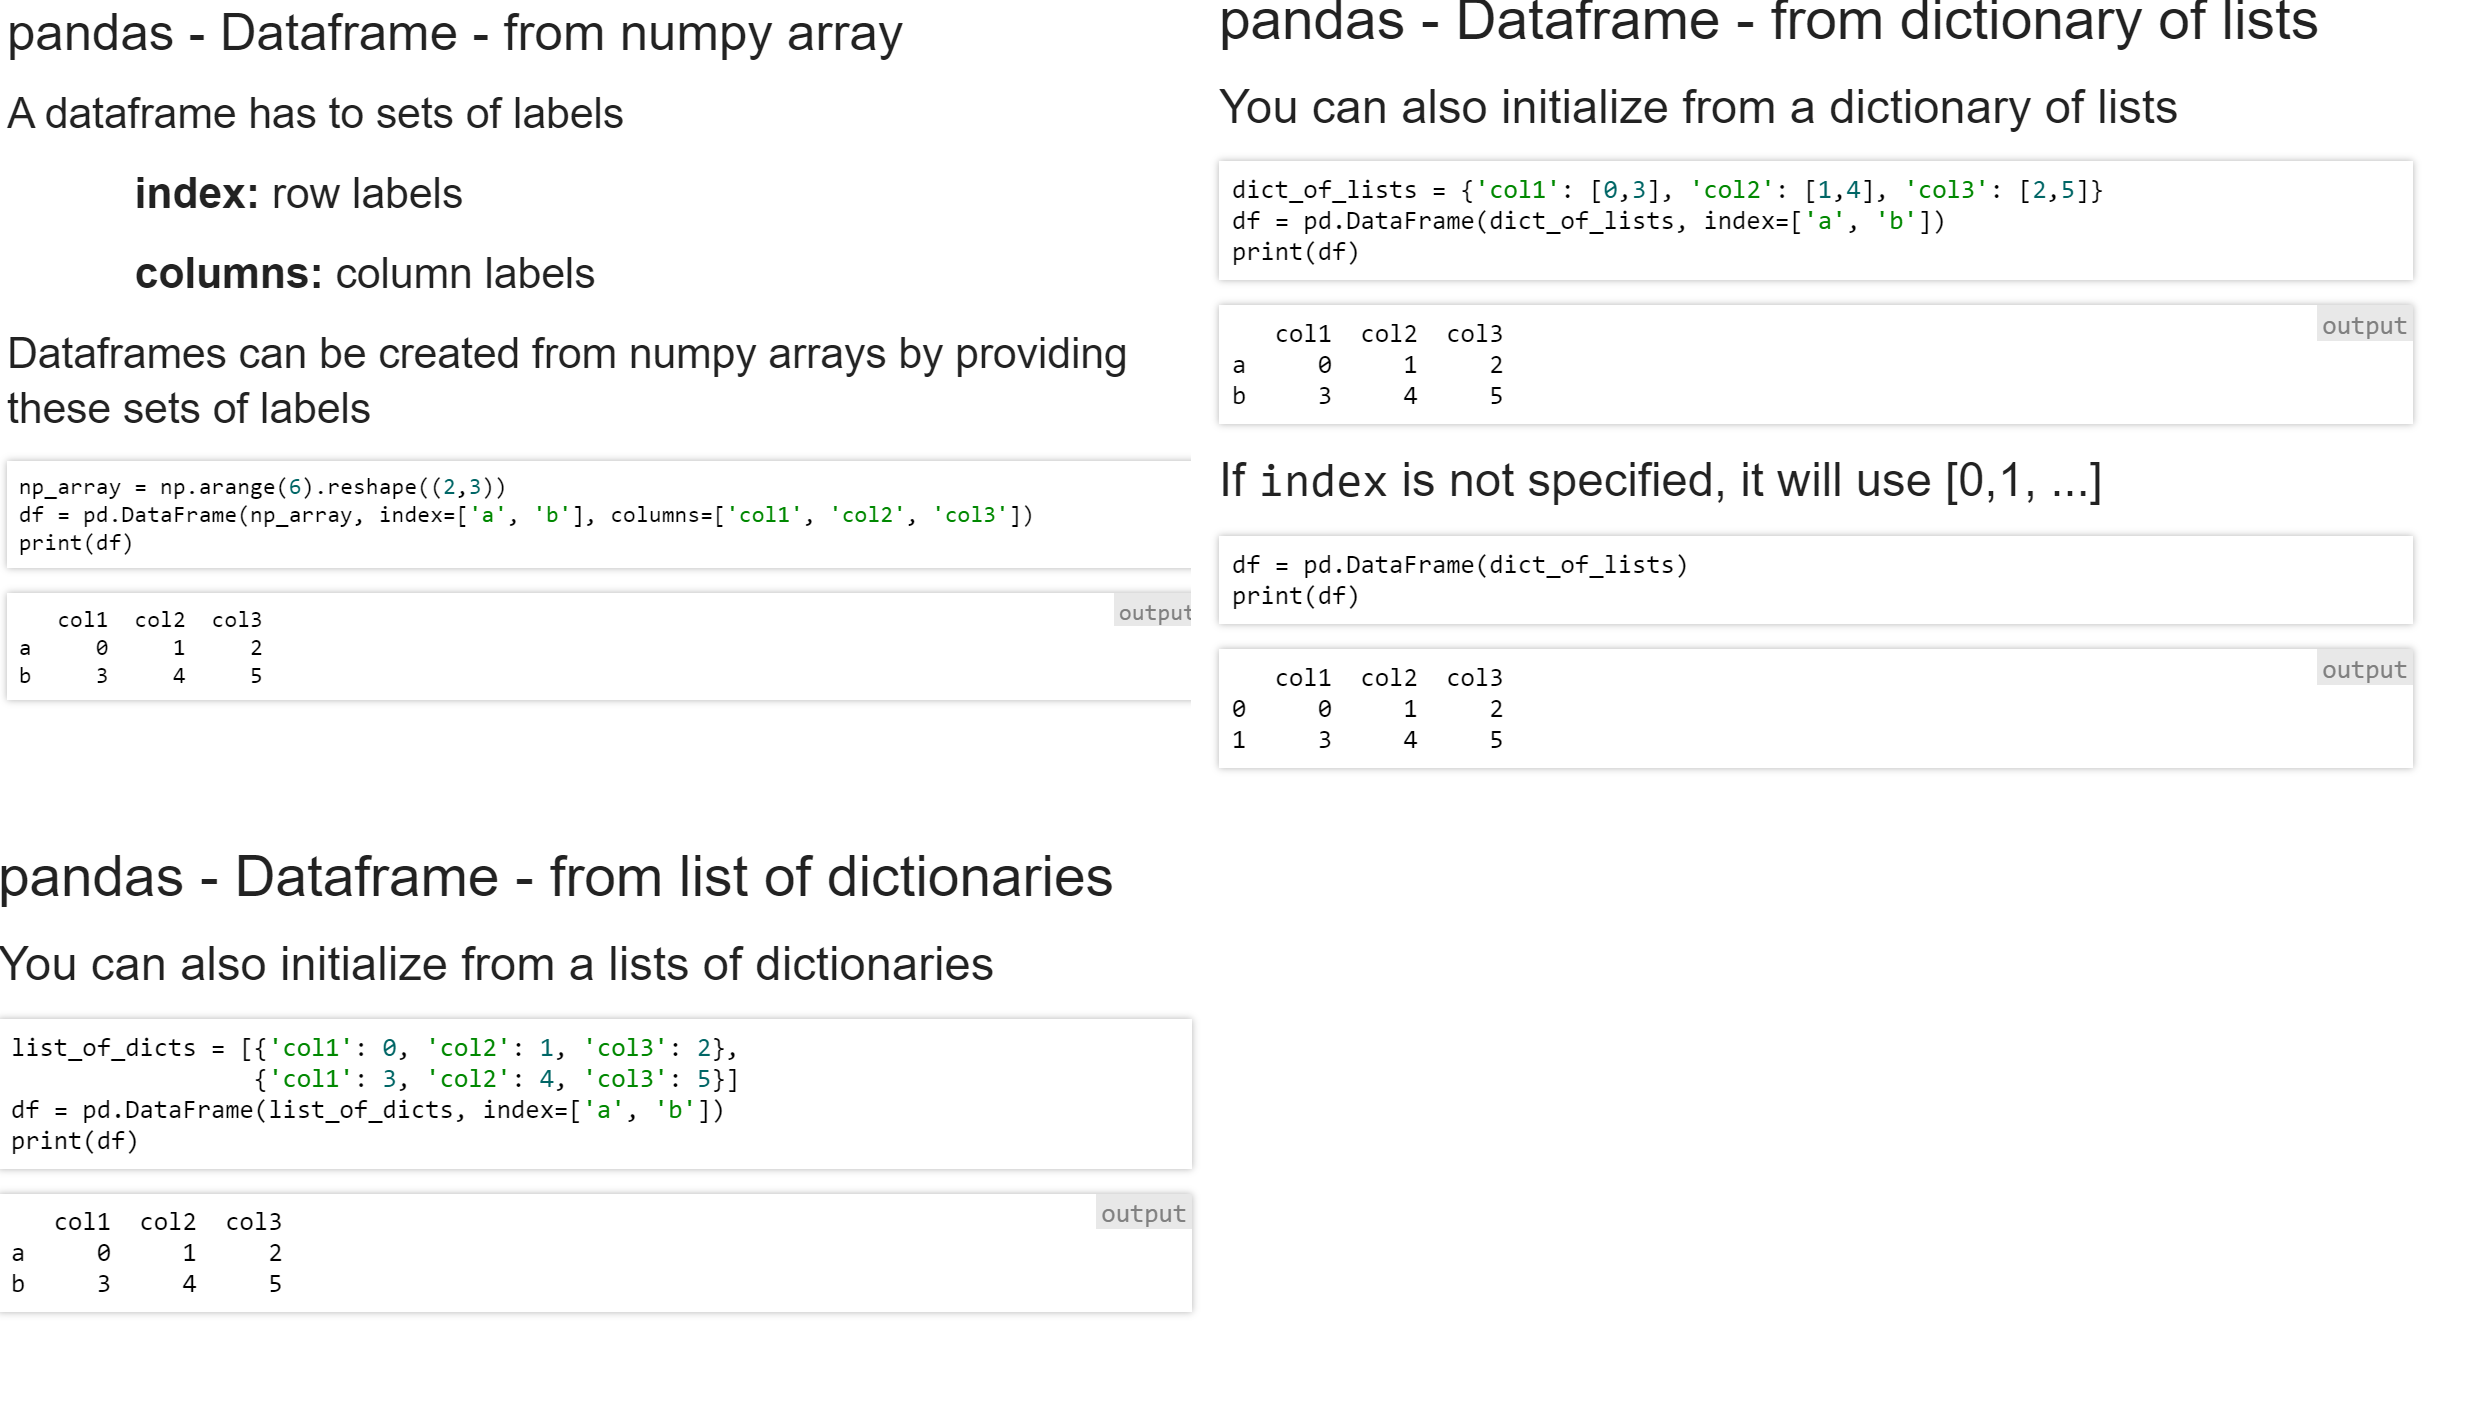 pandas - Dataframe - from numpy array
A dataframe has to sets of labels
index: row labels
columns: column labels
Dataframes can be created from numpy arrays by providing
these sets of labels
np_array = np.arange(6).reshape((2,3))
df = pd.DataFrame(np_array, index=['a', 'b'], columns=['col1', 'col2', 'col3'])
print(df)
output
   col1  col2  col3
a     0     1     2
b     3     4     5
pandas - Dataframe - from dictionary of lists
You can also initialize from a dictionary of lists
dict_of_lists = {'col1': [0,3], 'col2': [1,4], 'col3': [2,5]}
df = pd.DataFrame(dict_of_lists, index=['a', 'b'])
print(df)
output
   col1  col2  col3
a     0     1     2
b     3     4     5
If index is not specified, it will use [0,1, ...]
df = pd.DataFrame(dict_of_lists)
print(df)
output
   col1  col2  col3
0     0     1     2
1     3     4     5
pandas - Dataframe - from list of dictionaries
You can also initialize from a lists of dictionaries
list_of_dicts = [{'col1': 0, 'col2': 1, 'col3': 2},
                 {'col1': 3, 'col2': 4, 'col3': 5}]
df = pd.DataFrame(list_of_dicts, index=['a', 'b'])
print(df)
output
   col1  col2  col3
a     0     1     2
b     3     4     5